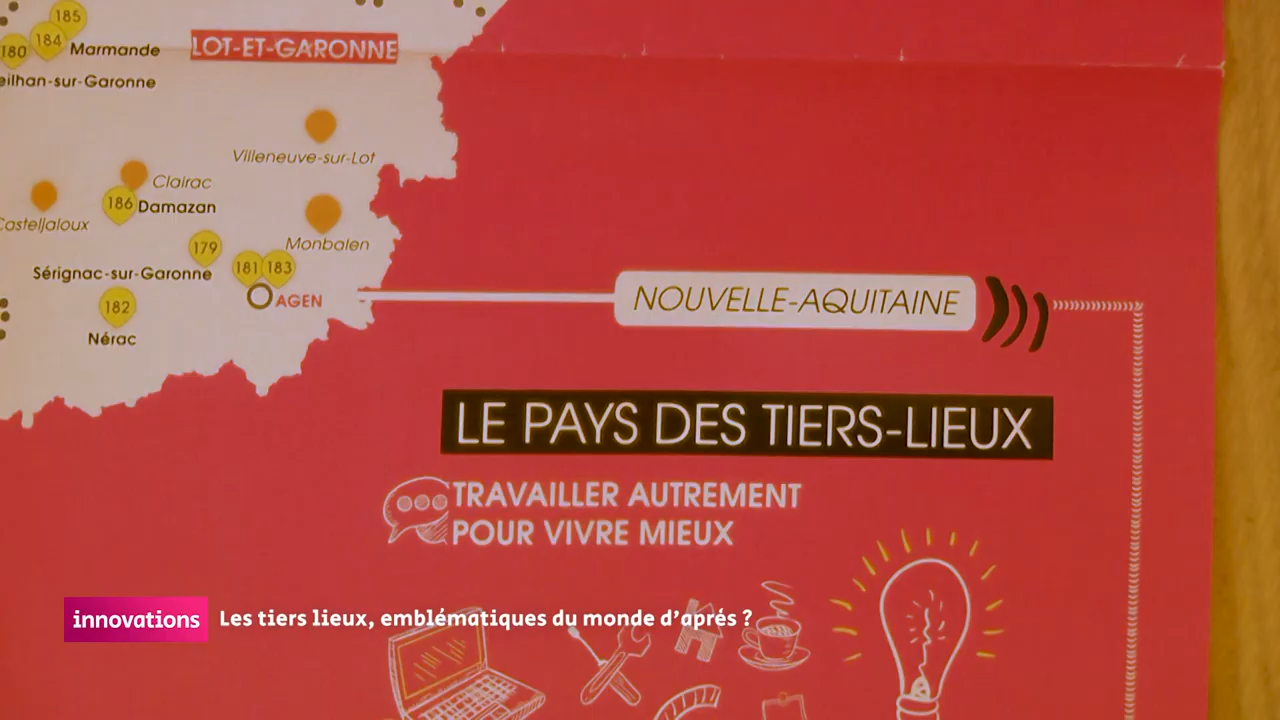 185
184
180
Marmande
LOT-ET-GARONNE
eilhan-sur-Garonne
Villeneuve-sur-Lot
Clairac
186
Damazan
Casteljaloux
Monbalen
179
181
183
Sérignac-sur-Garonne
AGEN
182
Nérac
NOUVELLE-AQUITAINE
LE PAYS DES TIERS-LIEUX
TRAVAILLER AUTREMENT
POUR VIVRE MIEUX
innovations
Les tiers lieux, emblématiques du monde d'aprés ?